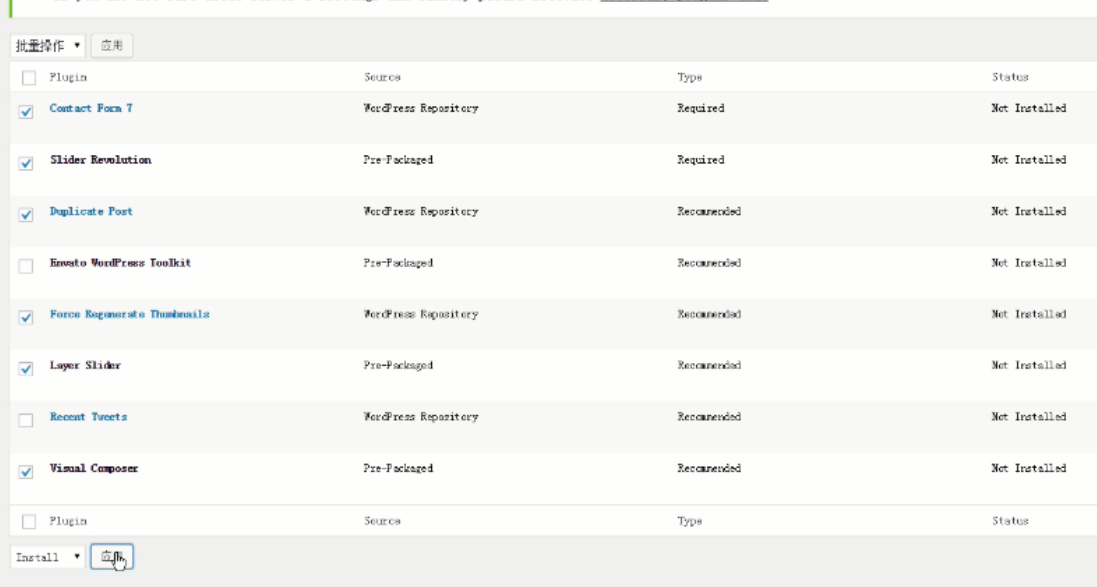 批量操作 应用
Plugin Source Type Status
Contact Form 7 WordPress Repository Required Not Installed
Slider Revolution Pre-Packaged Required Not Installed
Duplicate Post WordPress Repository Recommended Not Installed
Envato WordPress Toolkit Pre-Packaged Recommended Not Installed
Force Regenerate Thumbnails WordPress Repository Recommended Not Installed
Layer Slider Pre-Packaged Recommended Not Installed
Recent Tweets WordPress Repository Recommended Not Installed
Visual Composer Pre-Packaged Recommended Not Installed
Plugin Source Type Status
Install 应用